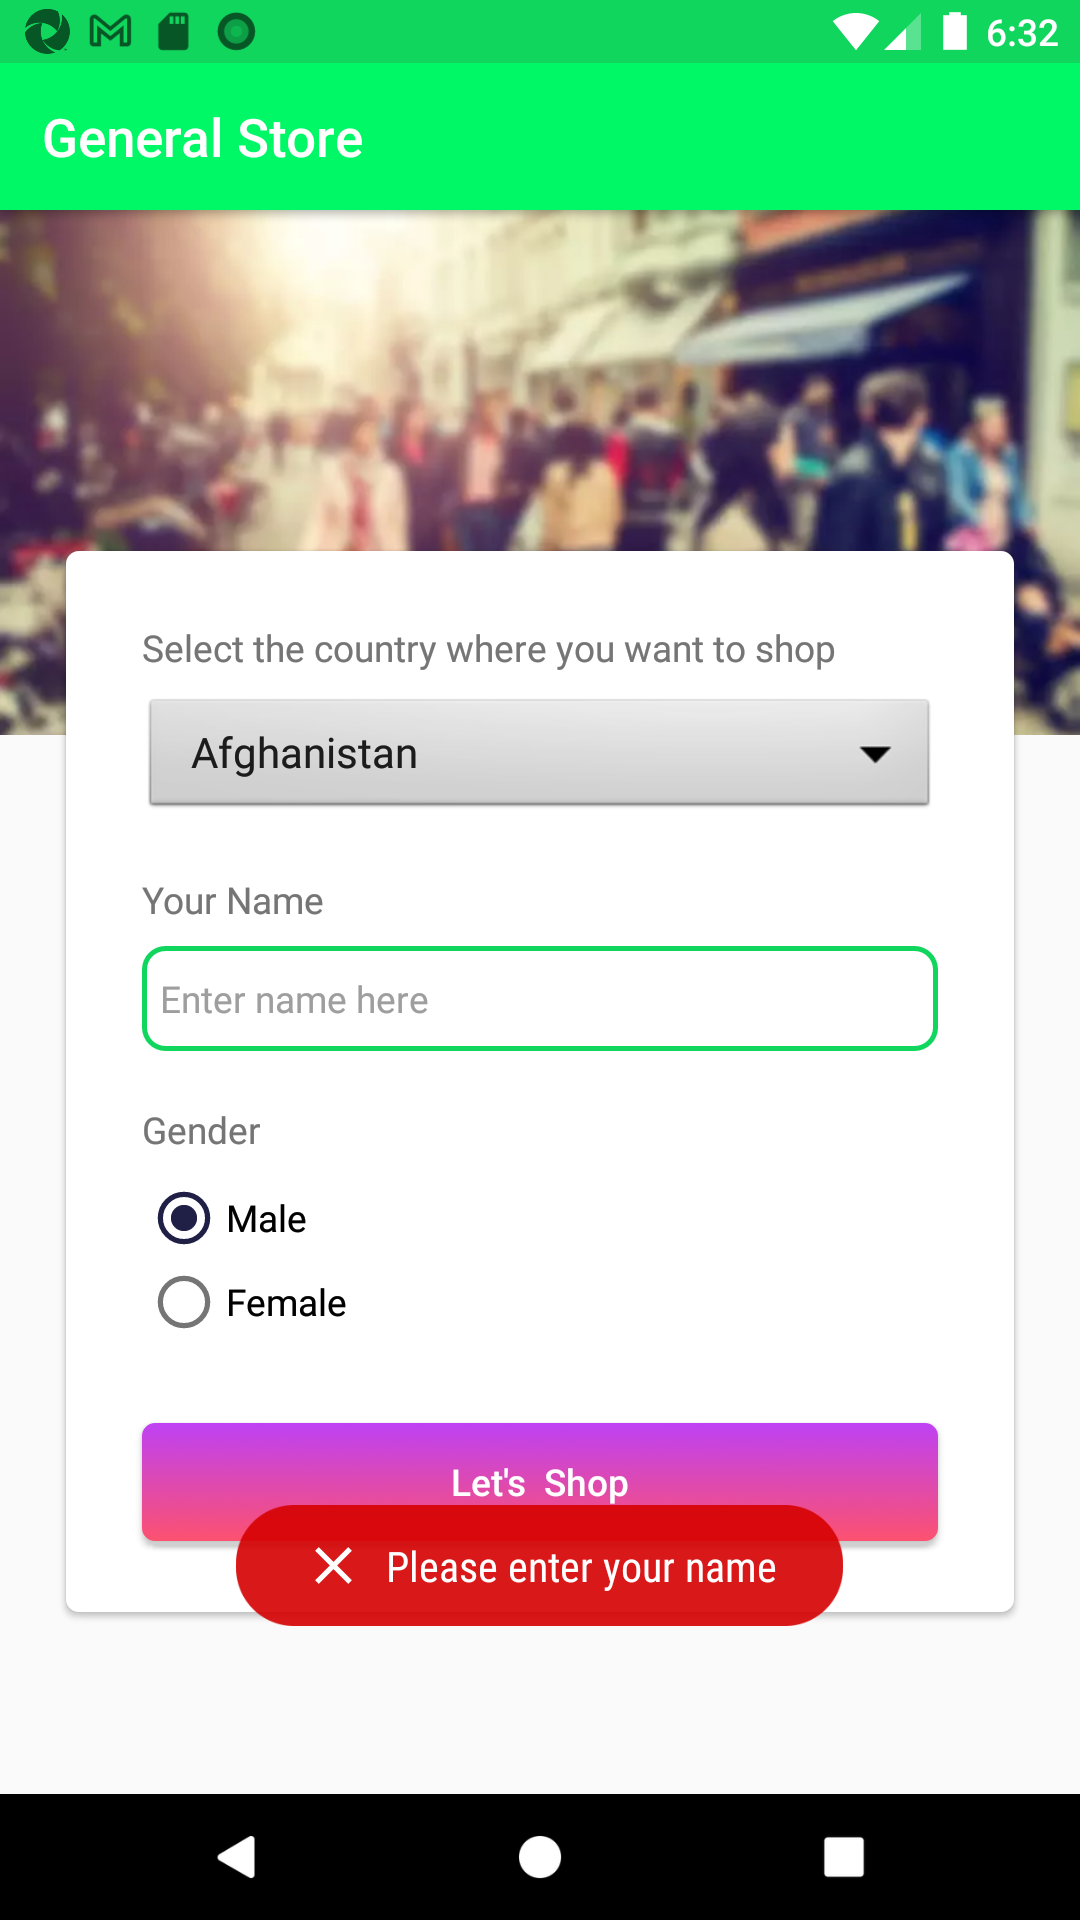 6:32
General Store
Select the country where you want to shop
Afghanistan
Your Name
Enter name here
Gender
Male
Female
Let's  Shop
Please enter your name